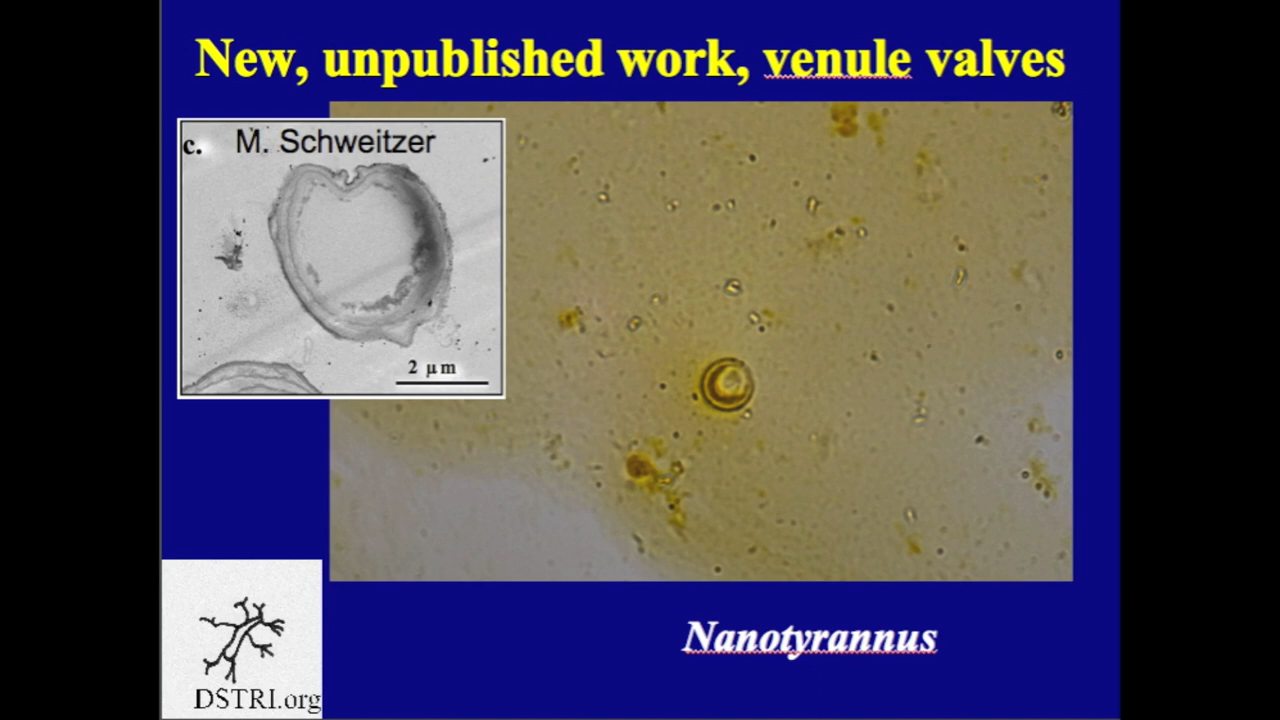 New, unpublished work, venule valves
c. M. Schweitzer
2 μm
Nanotyrannus
DSTRI.org